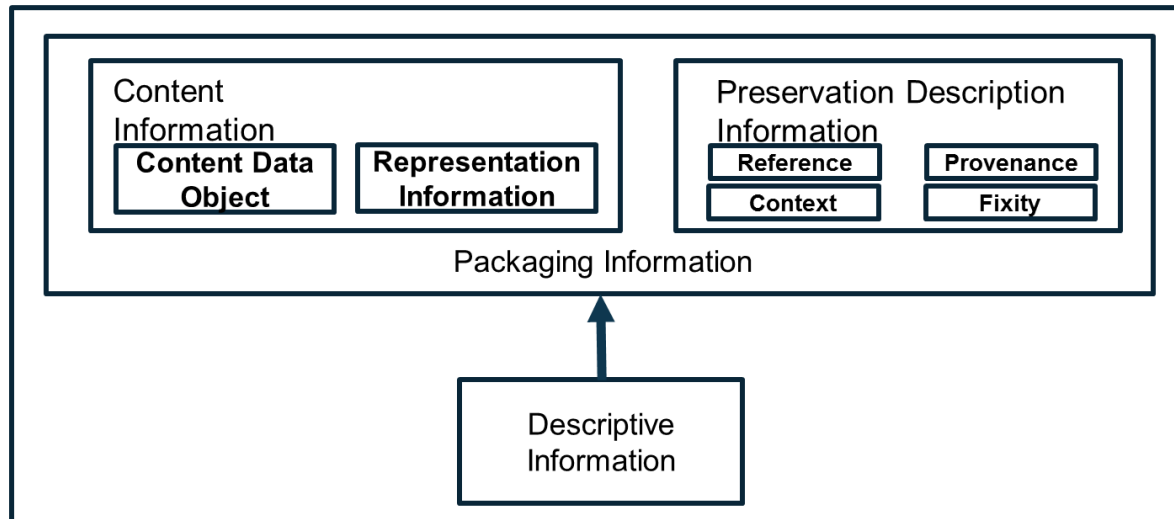 Content
Information
Content Data
Object
Representation
Information
Preservation Description
Information
Reference
Provenance
Context
Fixity
Packaging Information
Descriptive
Information